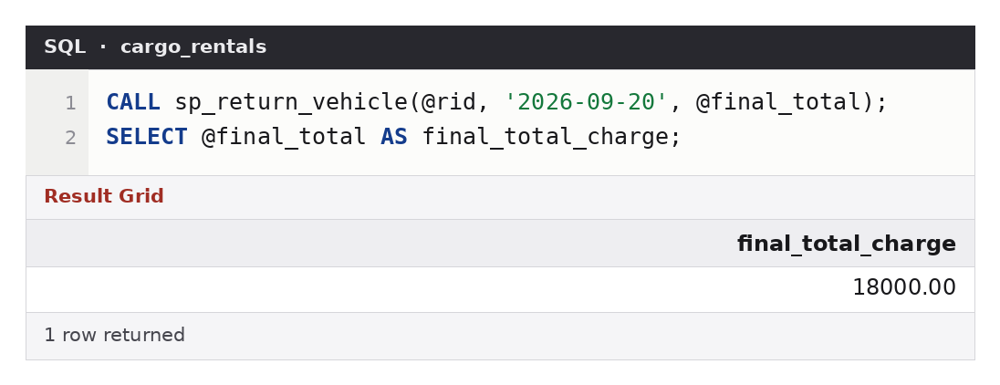 SQL · cargo_rentals
1 CALL sp_return_vehicle(@rid, '2026-09-20', @final_total);
2 SELECT @final_total AS final_total_charge;
Result Grid
final_total_charge
18000.00
1 row returned